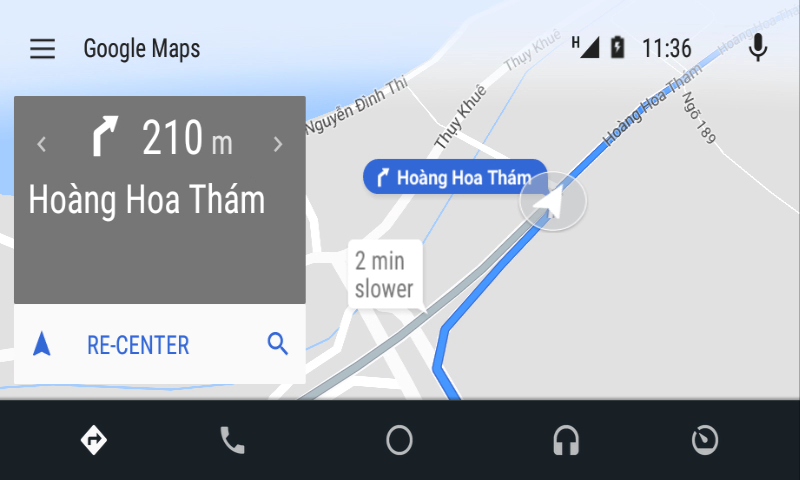 Google Maps
H
11:36
210 m
Hoàng Hoa Thám
RE-CENTER
Nguyễn Đình Thi
Thụy Khuê
Thụy Khuê
Hoàng Hoa Thám
Hoàng Hoa Thám
Ngõ 189
Hoàng Hoa Thám
2 min
slower